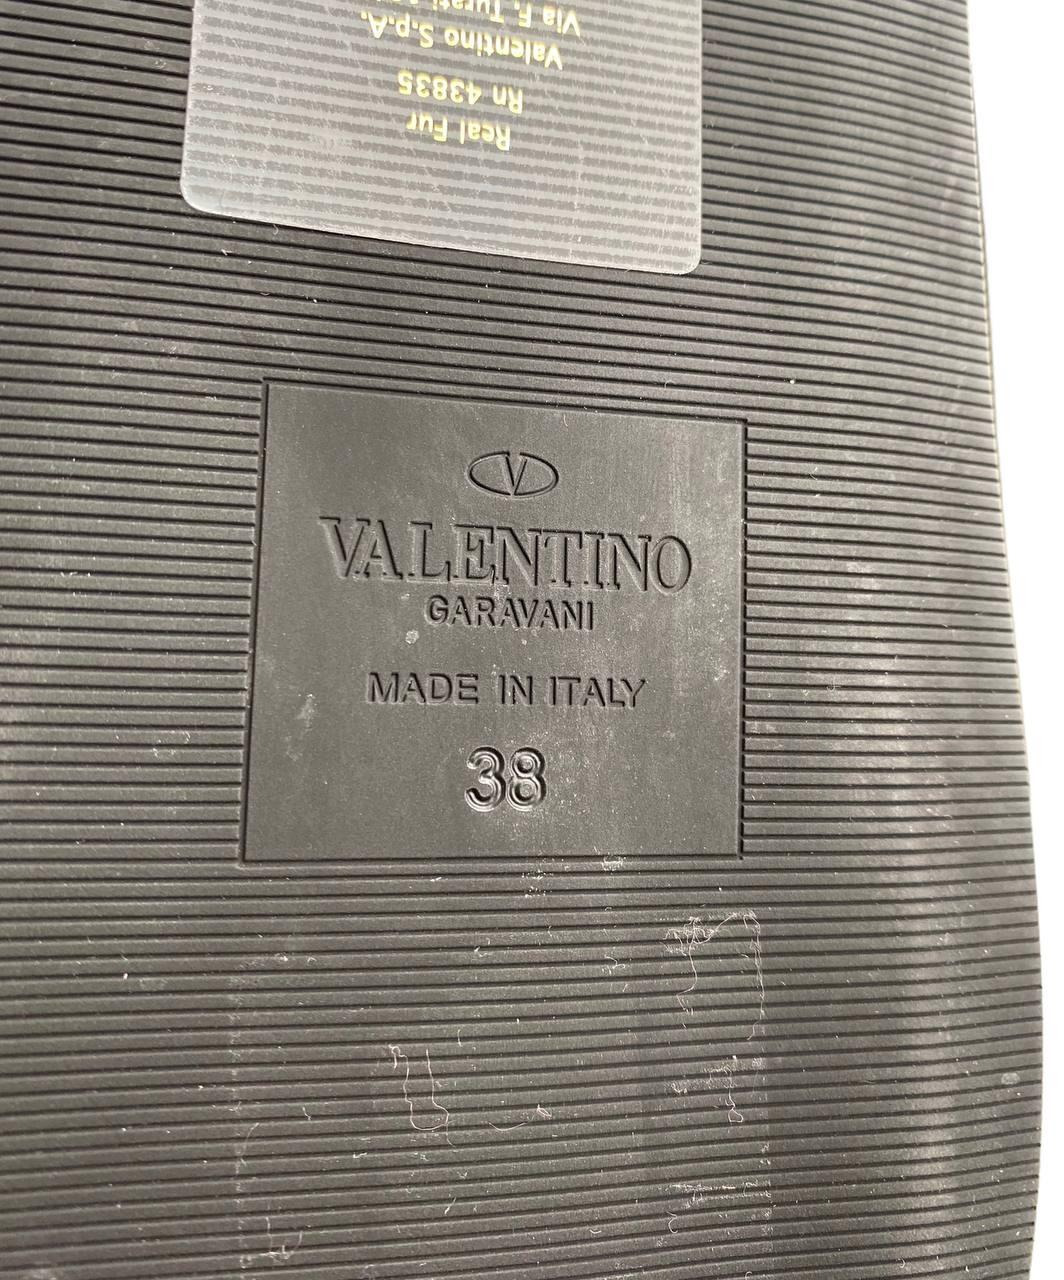 Via F. Turati
Valentino S.p.A.
Rn 43835
Real Fur
V
VALENTINO
GARAVANI
MADE IN ITALY
38